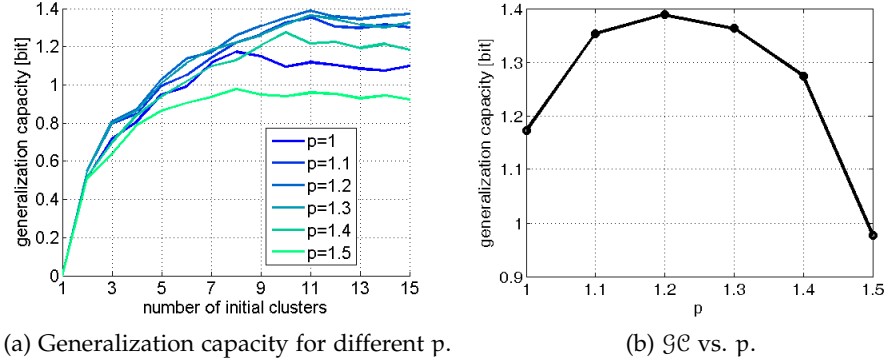 generalization capacity [bit]
1.4
1.2
1
0.8
0.6
0.4
0.2
0
1 3 5 7 9 11 13 15
number of initial clusters
p=1
p=1.1
p=1.2
p=1.3
p=1.4
p=1.5
(a) Generalization capacity for different p.
generalization capacity [bit]
1.4
1.3
1.2
1.1
1
0.9
1 1.1 1.2 1.3 1.4 1.5
p
(b) 𝒢𝒞 vs. p.